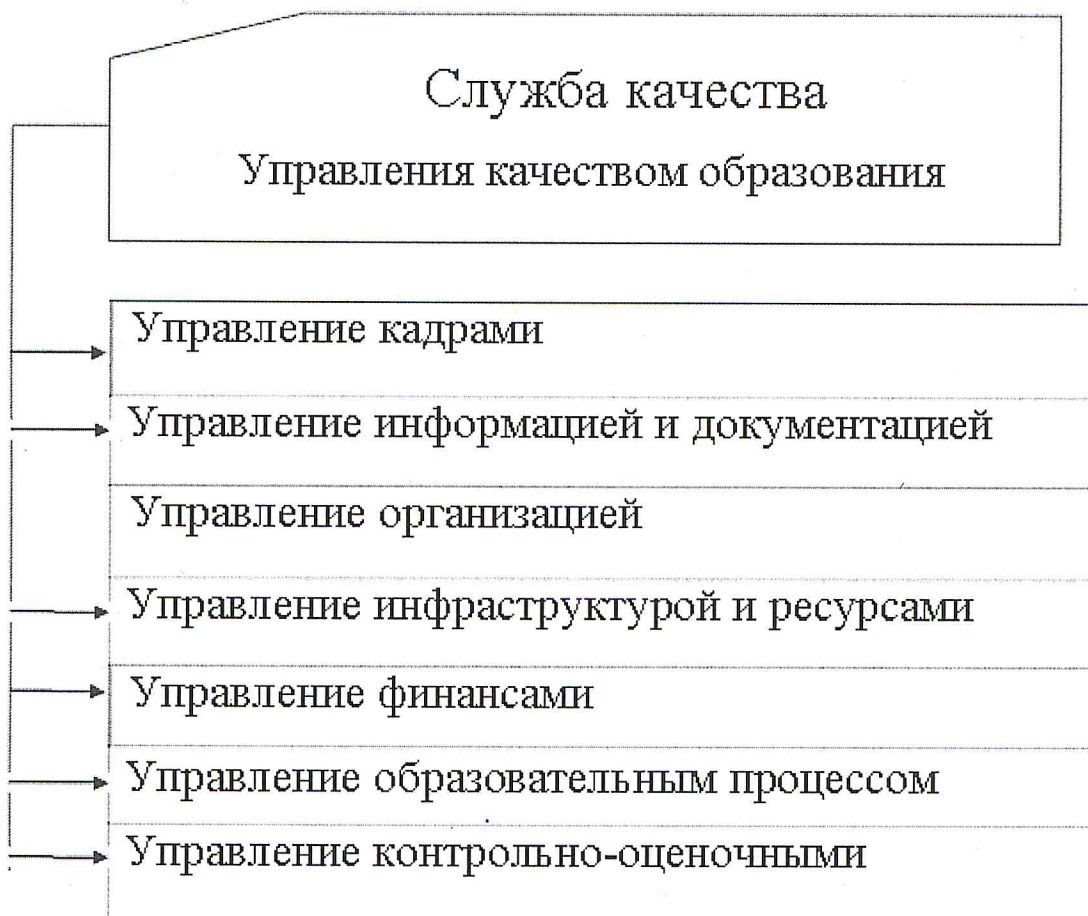 Служба качества
Управления качеством образования
Управление кадрами
Управление информацией и документацией
Управление организацией
Управление инфраструктурой и ресурсами
Управление финансами
Управление образовательным процессом
Управление контрольно-оценочными